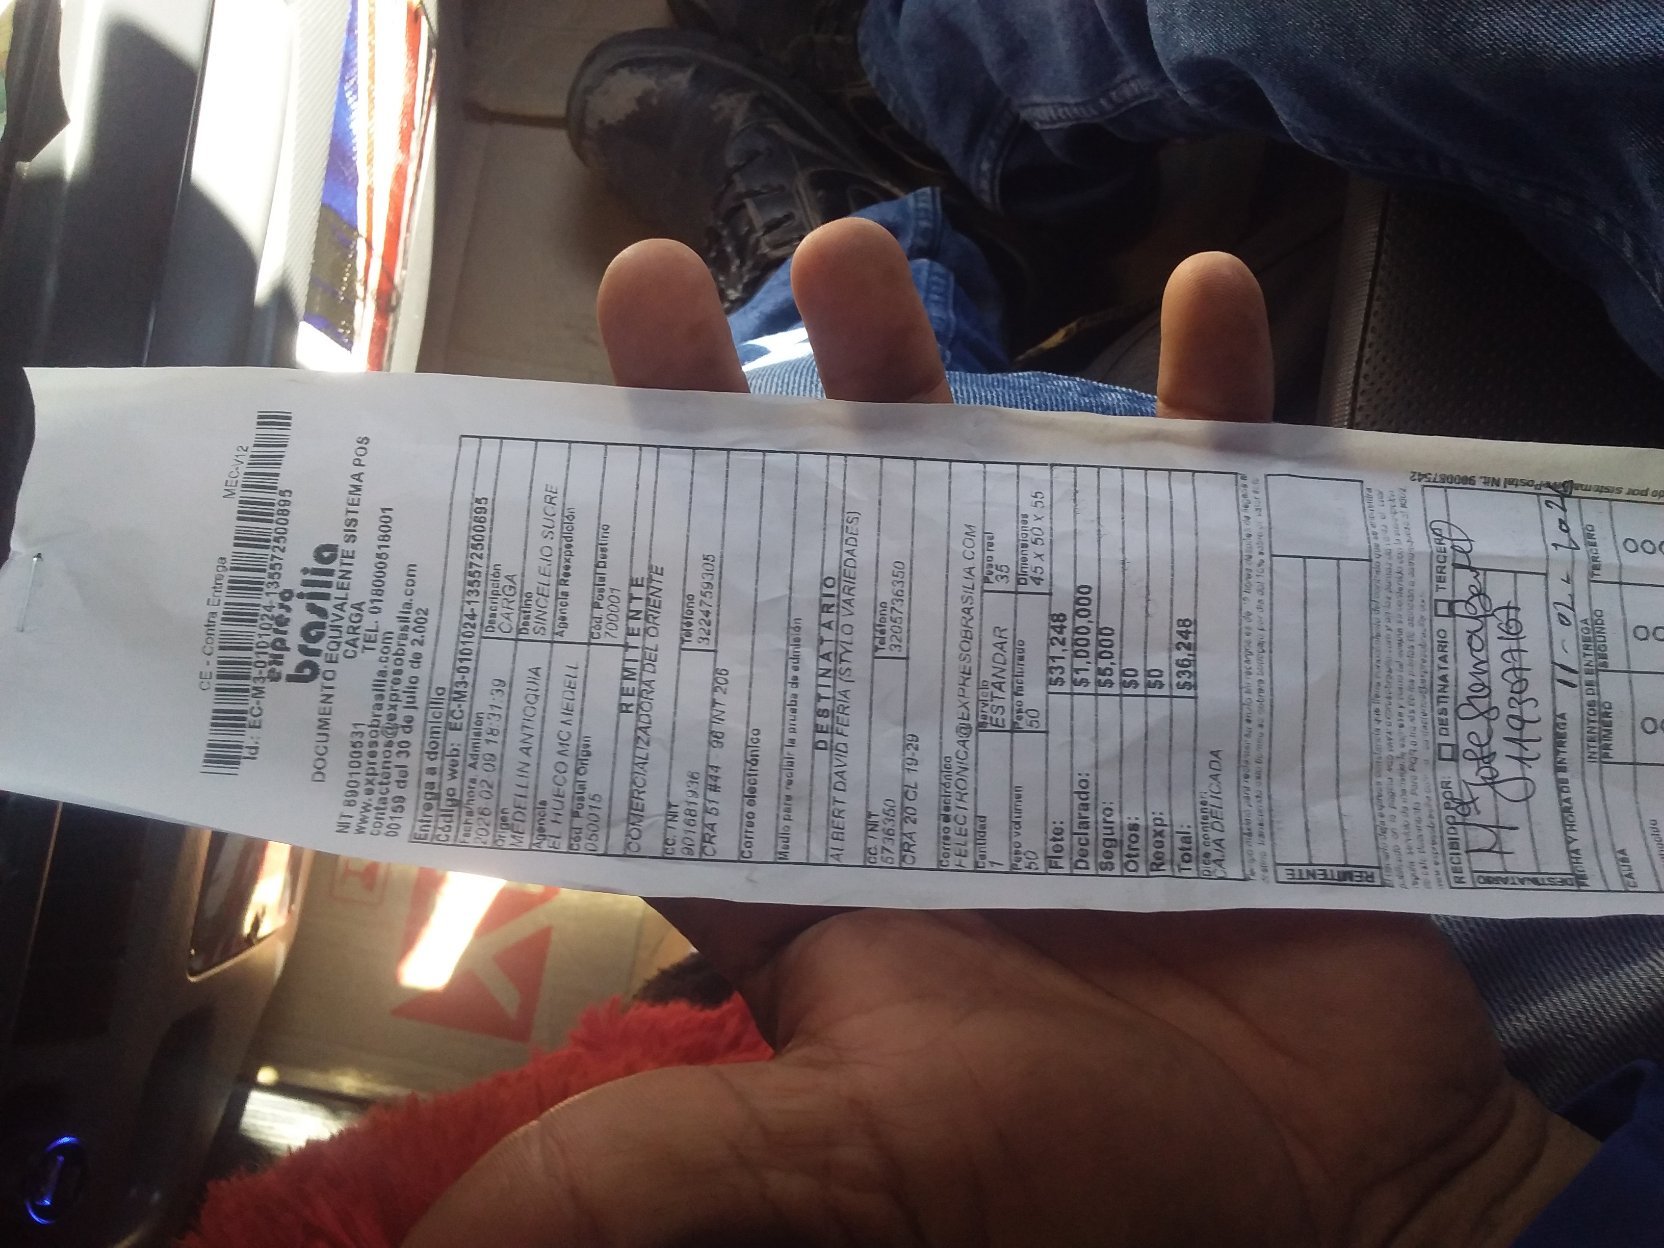 CE - Contra Entrega MEC-V12
Id.: EC-M3-0101024-135572500695
expreso
brasilia
DOCUMENTO EQUIVALENTE SISTEMA POS
CARGA
NIT 890100531 TEL. 018000518001
www.expresobrasilia.com
contactenos@expresobrasilia.com
00159 del 30 de julio de 2.002
Entrega a domicilio
Código web: EC-M3-0101024-135572500695
Fecha/hora Admisión Descripción
2026-02-09 18:31:39 CARGA
Origen Destino
MEDELLIN ANTIOQUIA SINCELEJO SUCRE
Agencia Agencia Reexpedición
EL HUECO MC MEDELL
Cód. Postal Origen Cód. Postal Destino
050015 700001
REMITENTE
COMERCIALIZADORA DEL ORIENTE
CC. / NIT Teléfono
901681936 3224759305
CRA 51 #44 96 INT 206
Correo electrónico
Medio para recibir la prueba de admisión
DESTINATARIO
ALBERT DAVID FERIA (STYLO VARIEDADES)
CC. / NIT Teléfono
5736350 3205736350
CRA 20 CL 19-29
Correo electrónico
FELECTRONICA@EXPRESOBRASILIA.COM
Cantidad Servicio Peso real
1 ESTANDAR 35
Peso volumen Peso facturado Dimensiones
50 50 45 x 50 x 55
Flete: $31,248
Declarado: $1,000,000
Seguro: $5,000
Otros: $0
Reexp: $0
Total: $36,248
Dice contener:
CAJA DELICADA
REMITENTE
RECIBIDO POR: DESTINATARIO TERCERO
DESTINATARIO
FECHA Y HORA DE ENTREGA 11-02-2026
INTENTOS DE ENTREGA
PRIMERO SEGUNDO TERCERO
CAUSA